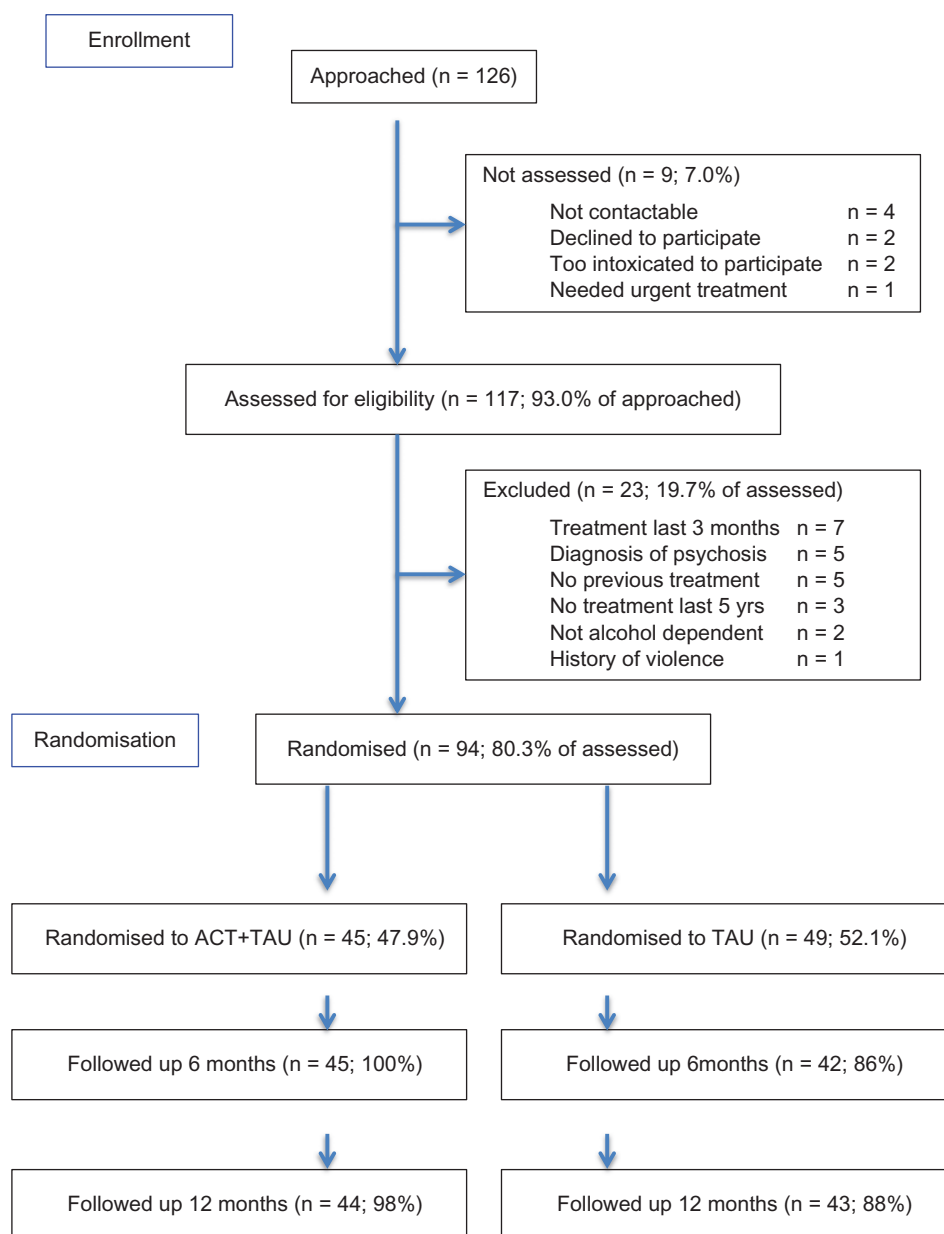 Enrollment
Approached (n = 126)
Not assessed (n = 9; 7.0%)
Not contactable n = 4
Declined to participate n = 2
Too intoxicated to participate n = 2
Needed urgent treatment n = 1
Assessed for eligibility (n = 117; 93.0% of approached)
Excluded (n = 23; 19.7% of assessed)
Treatment last 3 months n = 7
Diagnosis of psychosis n = 5
No previous treatment n = 5
No treatment last 5 yrs n = 3
Not alcohol dependent n = 2
History of violence n = 1
Randomisation
Randomised (n = 94; 80.3% of assessed)
Randomised to ACT+TAU (n = 45; 47.9%)
Randomised to TAU (n = 49; 52.1%)
Followed up 6 months (n = 45; 100%)
Followed up 6months (n = 42; 86%)
Followed up 12 months (n = 44; 98%)
Followed up 12 months (n = 43; 88%)